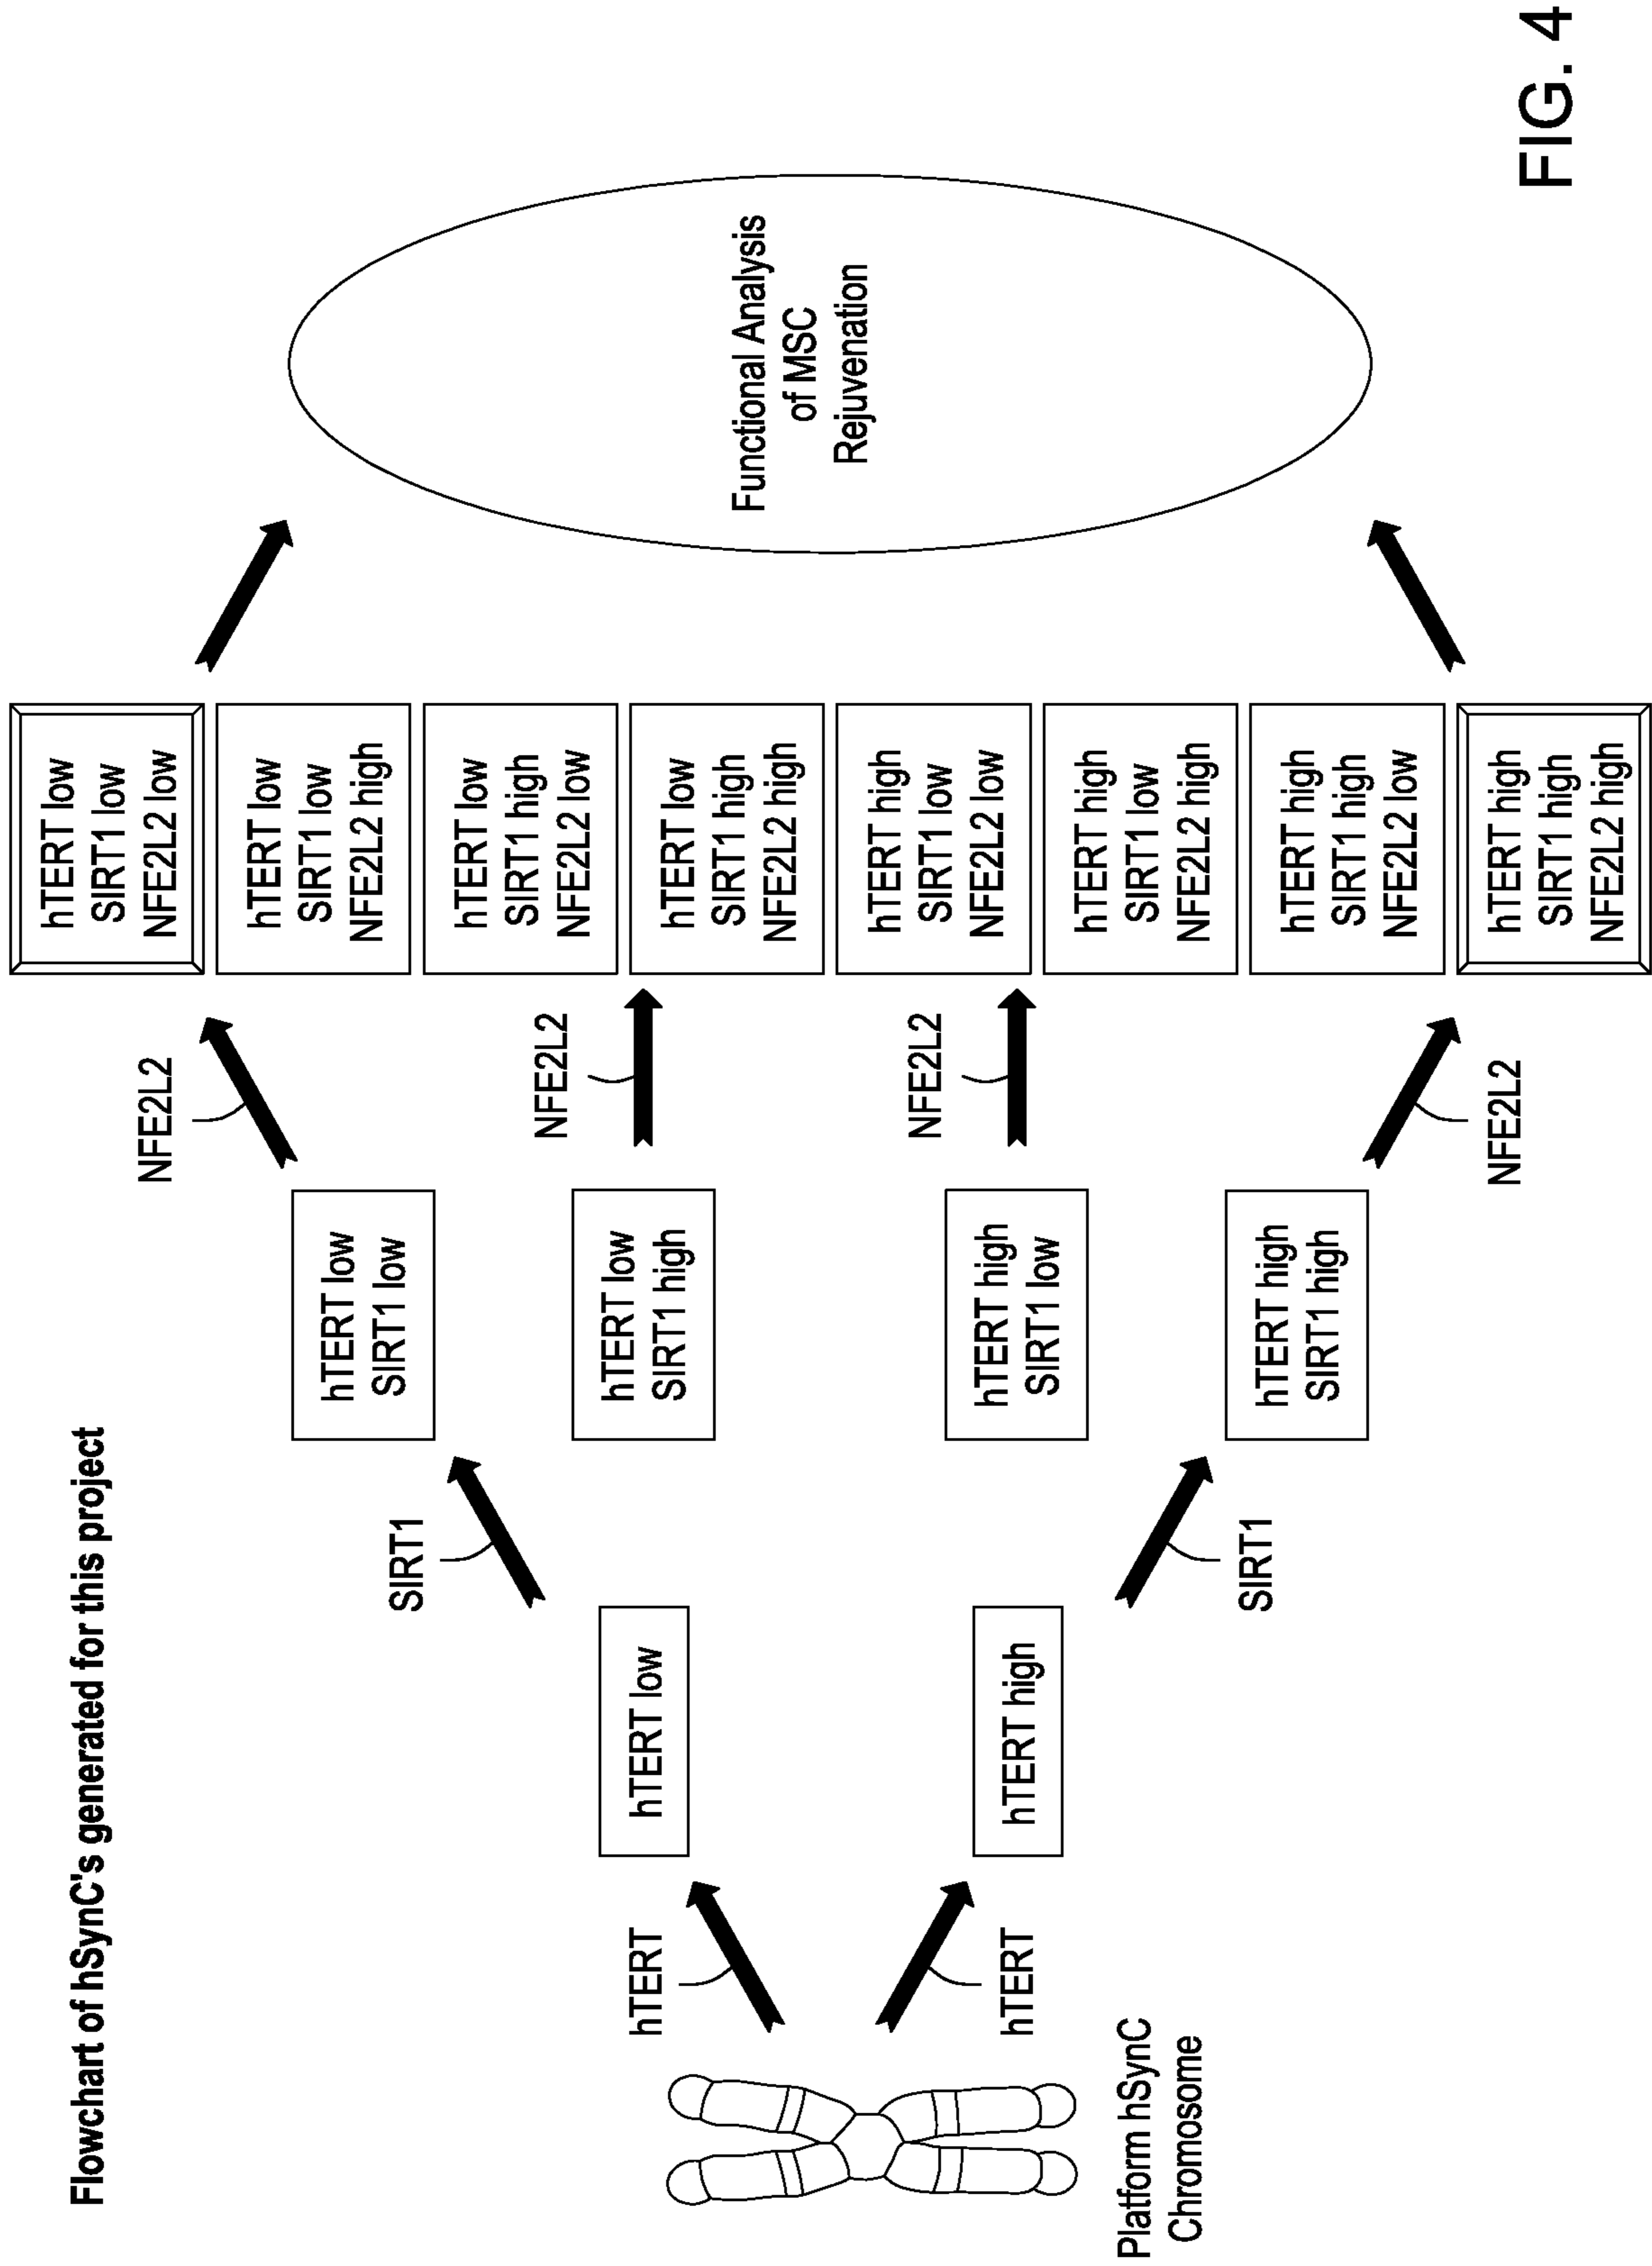 Flowchart of hSynC's generated for this project
Platform hSynC
Chromosome
hTERT
hTERT
hTERT low
hTERT high
SIRT1
SIRT1
hTERT low
SIRT1 low
hTERT low
SIRT1 high
hTERT high
SIRT1 low
hTERT high
SIRT1 high
NFE2L2
NFE2L2
NFE2L2
NFE2L2
hTERT low
SIRT1 low
NFE2L2 low
hTERT low
SIRT1 low
NFE2L2 high
hTERT low
SIRT1 high
NFE2L2 low
hTERT low
SIRT1 high
NFE2L2 high
hTERT high
SIRT1 low
NFE2L2 low
hTERT high
SIRT1 low
NFE2L2 high
hTERT high
SIRT1 high
NFE2L2 low
hTERT high
SIRT1 high
NFE2L2 high
Functional Analysis
of MSC
Rejuvenation
FIG. 4